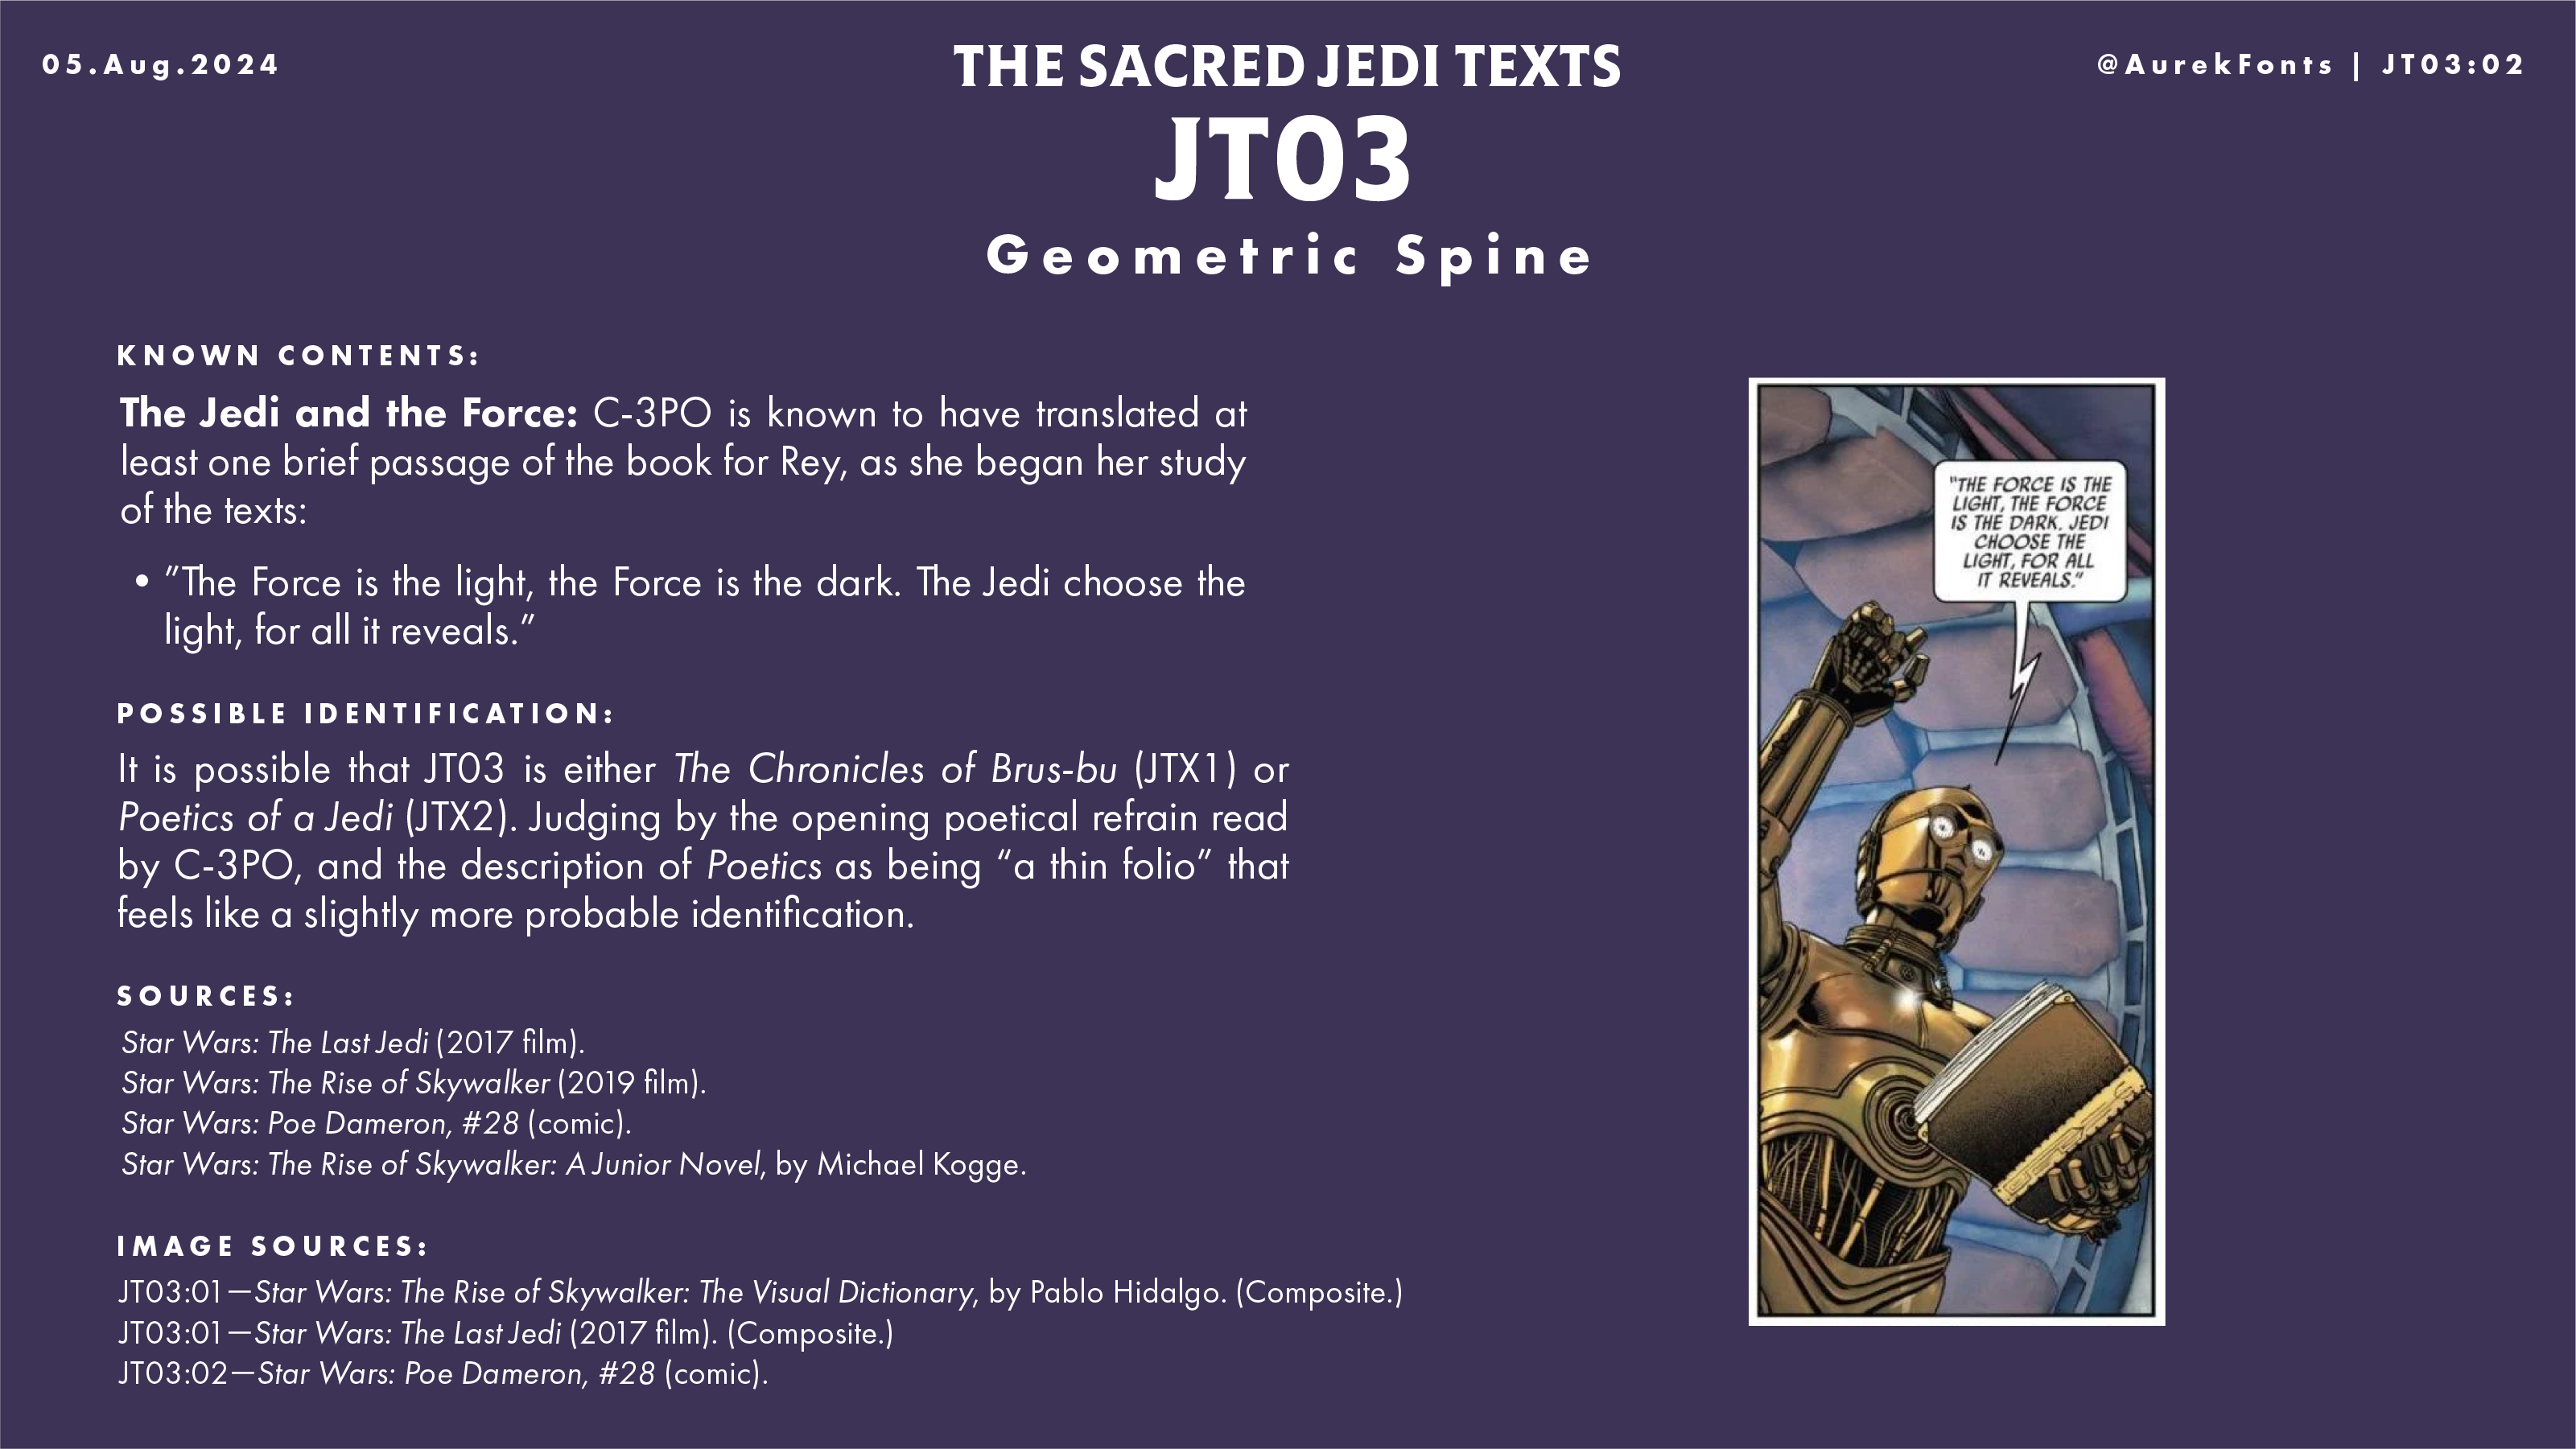 05.Aug.2024
THE SACRED JEDI TEXTS
@AurekFonts | JT03:02
JT03
Geometric Spine
KNOWN CONTENTS:
The Jedi and the Force: C-3PO is known to have translated at
least one brief passage of the book for Rey, as she began her study
of the texts:
• ”The Force is the light, the Force is the dark. The Jedi choose the
light, for all it reveals.”
POSSIBLE IDENTIFICATION:
It is possible that JT03 is either The Chronicles of Brus-bu (JTX1) or
Poetics of a Jedi (JTX2). Judging by the opening poetical refrain read
by C-3PO, and the description of Poetics as being “a thin folio” that
feels like a slightly more probable identification.
SOURCES:
Star Wars: The Last Jedi (2017 film).
Star Wars: The Rise of Skywalker (2019 film).
Star Wars: Poe Dameron, #28 (comic).
Star Wars: The Rise of Skywalker: A Junior Novel, by Michael Kogge.
IMAGE SOURCES:
JT03:01—Star Wars: The Rise of Skywalker: The Visual Dictionary, by Pablo Hidalgo. (Composite.)
JT03:01—Star Wars: The Last Jedi (2017 film). (Composite.)
JT03:02—Star Wars: Poe Dameron, #28 (comic).
"THE FORCE IS THE
LIGHT, THE FORCE
IS THE DARK. JEDI
CHOOSE THE
LIGHT, FOR ALL
IT REVEALS."